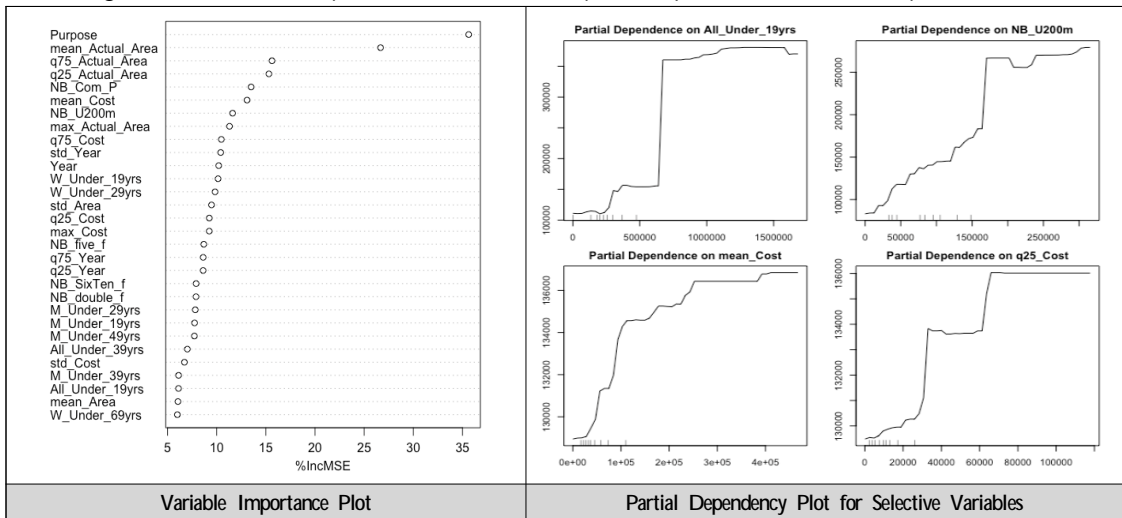 Purpose
mean_Actual_Area
q75_Actual_Area
q25_Actual_Area
NB_Com_P
mean_Cost
NB_U200m
max_Actual_Area
q75_Cost
std_Year
Year
W_Under_19yrs
W_Under_29yrs
std_Area
q25_Cost
max_Cost
NB_five_f
q75_Year
q25_Year
NB_SixTen_f
NB_double_f
M_Under_29yrs
M_Under_19yrs
M_Under_49yrs
All_Under_39yrs
std_Cost
M_Under_39yrs
All_Under_19yrs
mean_Area
W_Under_69yrs
5 10 15 20 25 30 35
%IncMSE
Partial Dependence on All_Under_19yrs
100000 200000 300000
0 500000 1000000 1500000
Partial Dependence on NB_U200m
100000 150000 200000 250000
0 50000 150000 250000
Partial Dependence on mean_Cost
130000 132000 134000 136000
0e+00 1e+05 2e+05 3e+05 4e+05
Partial Dependence on q25_Cost
130000 132000 134000 136000
0 20000 40000 60000 80000 100000
Variable Importance Plot
Partial Dependency Plot for Selective Variables